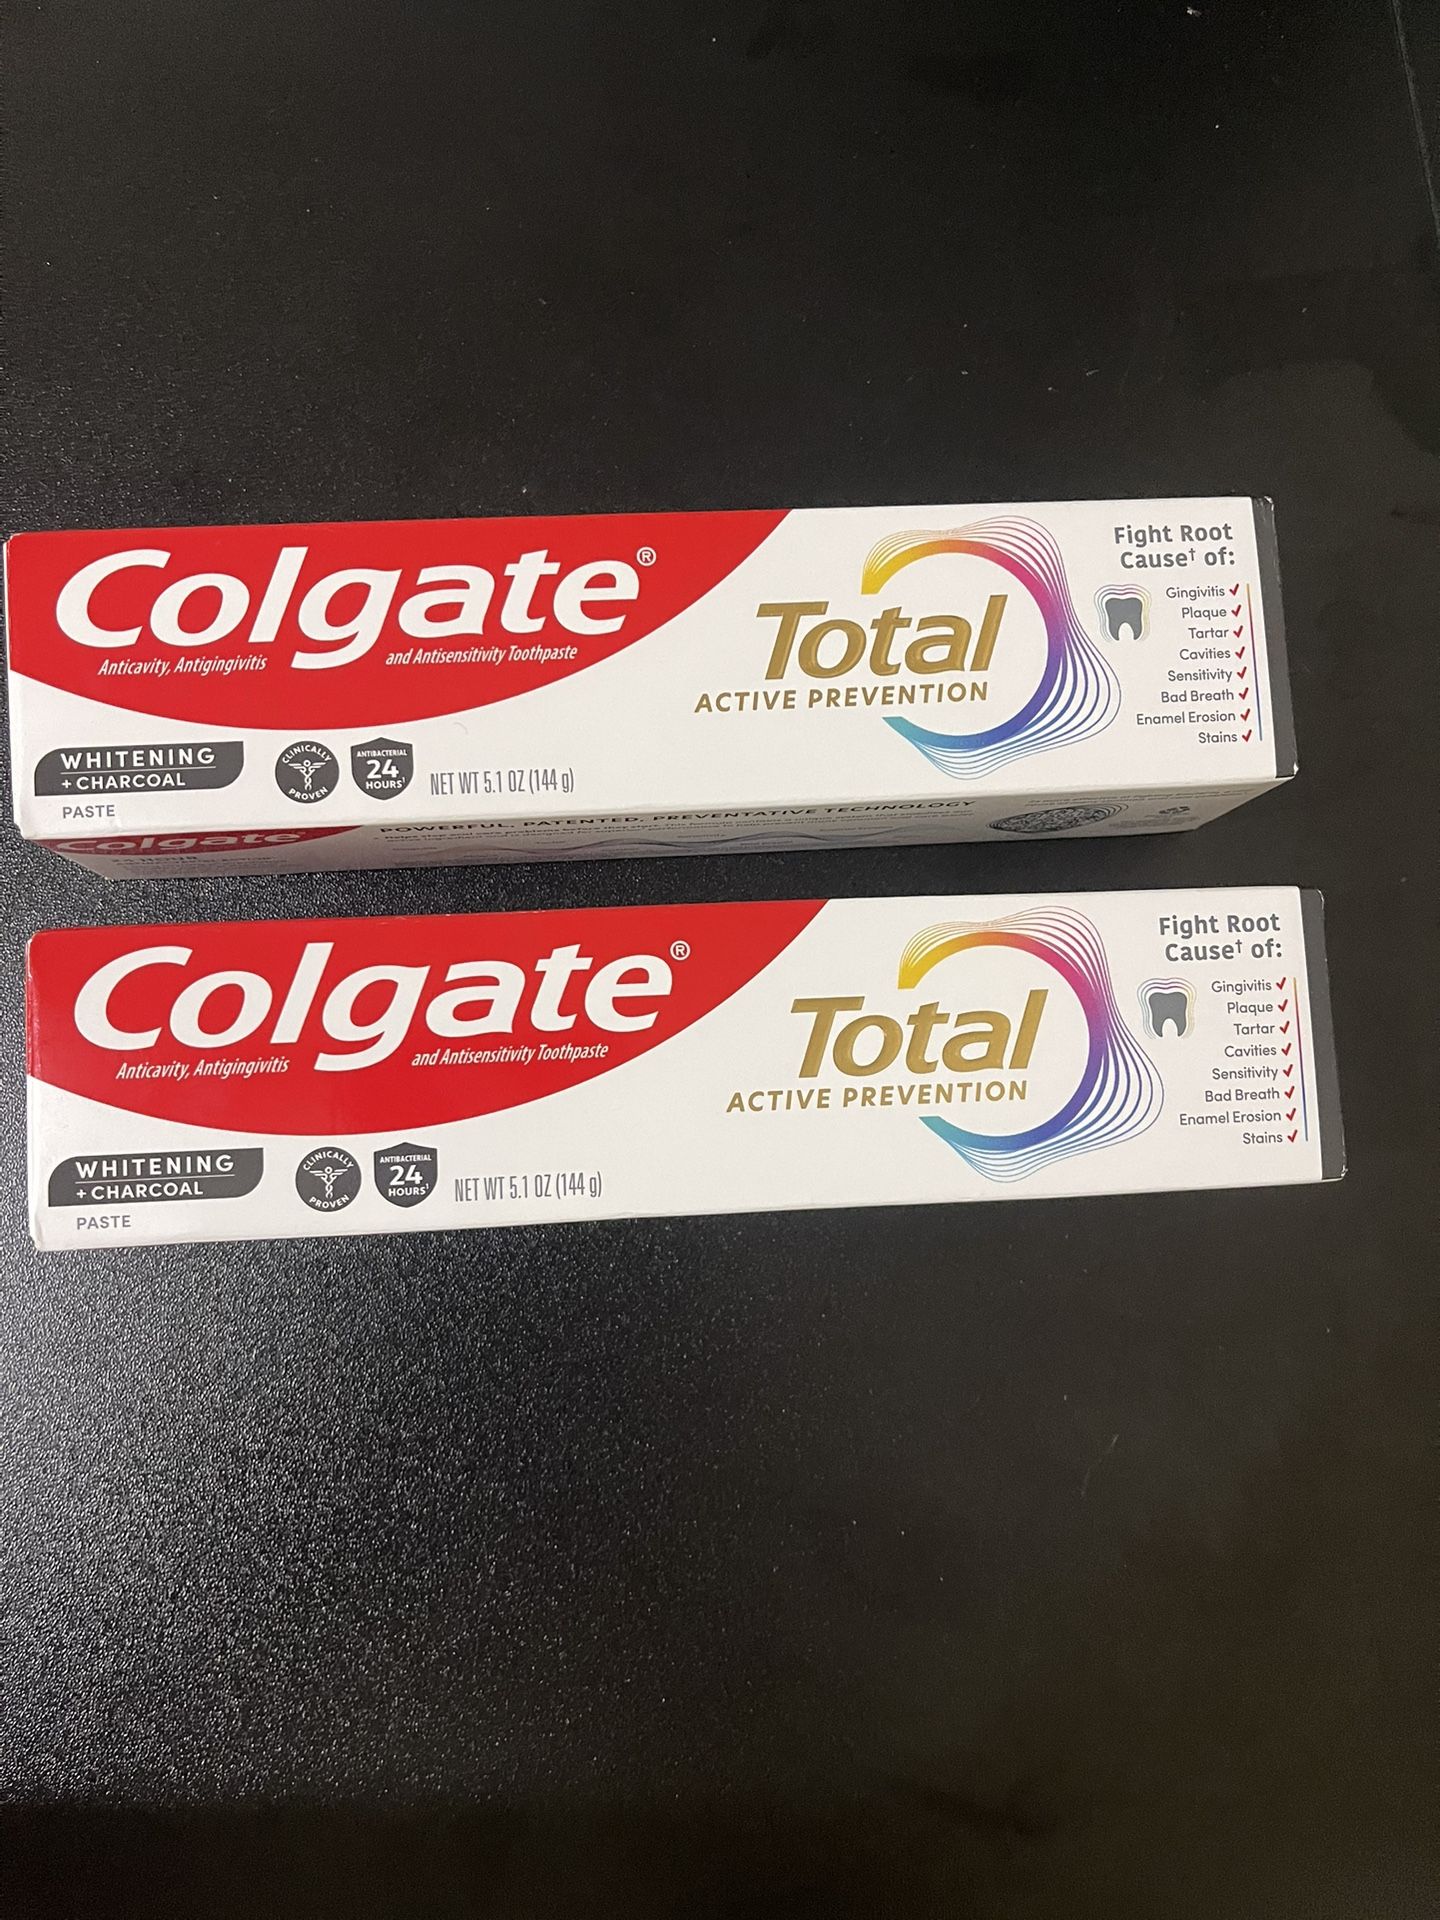 Colgate®
Anticavity, Antigingivitis and Antisensitivity Toothpaste
Total
ACTIVE PREVENTION
Fight Root
Cause† of:
Gingivitis ✓
Plaque ✓
Tartar ✓
Cavities ✓
Sensitivity ✓
Bad Breath ✓
Enamel Erosion ✓
Stains ✓
WHITENING
+ CHARCOAL
PASTE
CLINICALLY
PROVEN
ANTIBACTERIAL
24
HOURS
NET WT 5.1 OZ (144 g)
Colgate
POWERFUL, PATENTED, PREVENTATIVE TECHNOLOGY
Colgate®
Anticavity, Antigingivitis and Antisensitivity Toothpaste
Total
ACTIVE PREVENTION
Fight Root
Cause† of:
Gingivitis ✓
Plaque ✓
Tartar ✓
Cavities ✓
Sensitivity ✓
Bad Breath ✓
Enamel Erosion ✓
Stains ✓
WHITENING
+ CHARCOAL
PASTE
CLINICALLY
PROVEN
ANTIBACTERIAL
24
HOURS
NET WT 5.1 OZ (144 g)